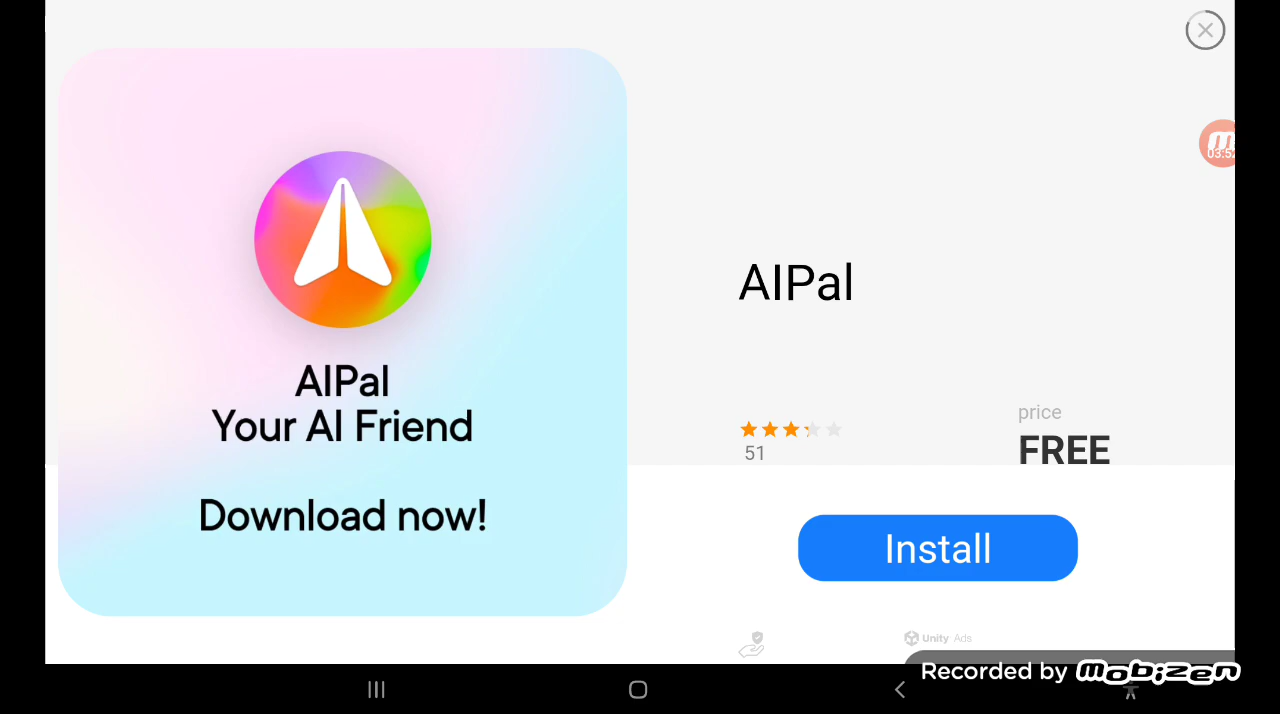 AIPal
Your AI Friend
Download now!
AIPal
51
price
FREE
Install
Unity Ads
Recorded by mobizen